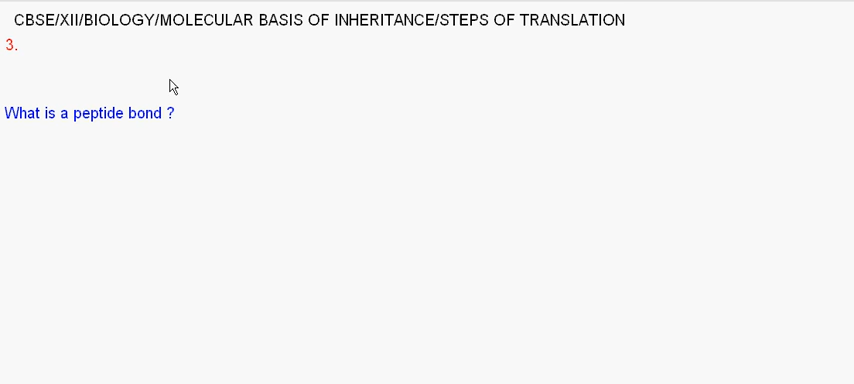 CBSE/XII/BIOLOGY/MOLECULAR BASIS OF INHERITANCE/STEPS OF TRANSLATION
3.
What is a peptide bond ?